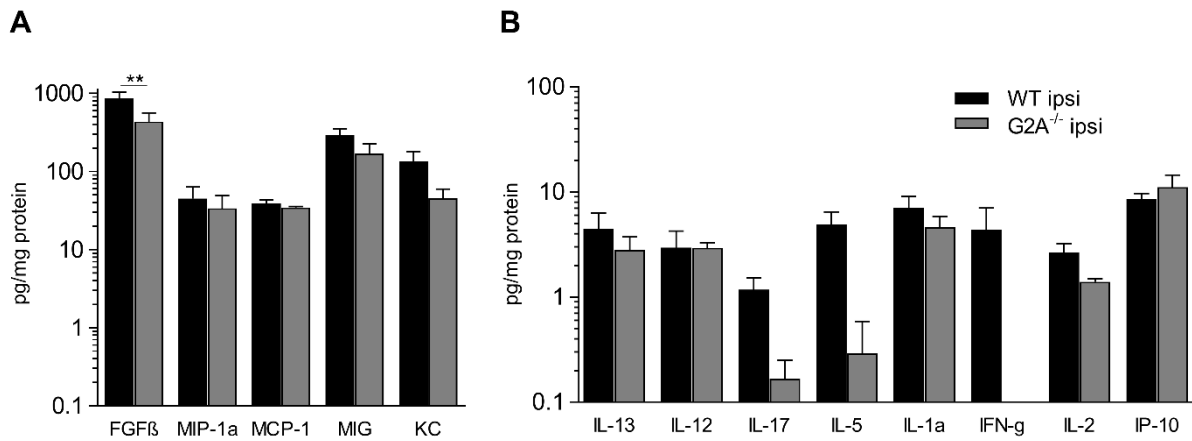 A
B
**
1000
100
10
1
0.1
pg/mg protein
FGFß MIP-1a MCP-1 MIG KC
100
10
1
0.1
pg/mg protein
WT ipsi
G2A-/- ipsi
IL-13 IL-12 IL-17 IL-5 IL-1a IFN-g IL-2 IP-10